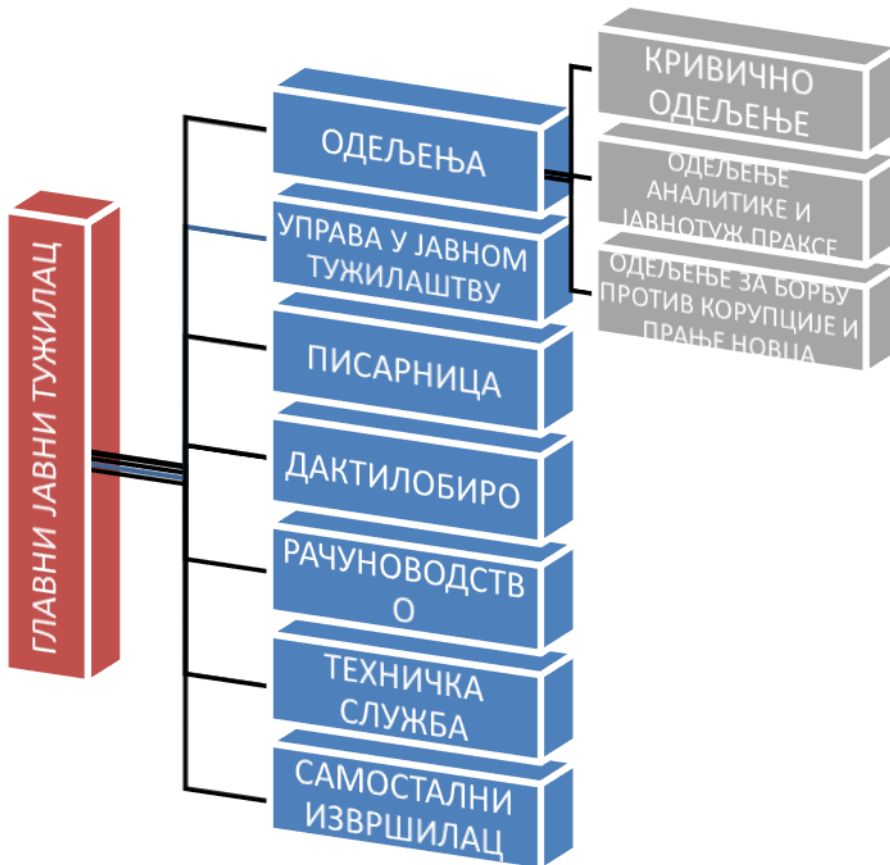 ГЛАВНИ ЈАВНИ ТУЖИЛАЦ
ОДЕЉЕЊА
УПРАВА У ЈАВНОМ
ТУЖИЛАШТВУ
ПИСАРНИЦА
ДАКТИЛОБИРО
РАЧУНОВОДСТВ
О
ТЕХНИЧКА
СЛУЖБА
САМОСТАЛНИ
ИЗВРШИЛАЦ
КРИВИЧНО
ОДЕЉЕЊЕ
ОДЕЉЕЊЕ
АНАЛИТИКЕ И
ЈАВНОТУЖ.ПРАКСЕ
ОДЕЉЕЊЕ ЗА БОРБУ
ПРОТИВ КОРУПЦИЈЕ И
ПРАЊЕ НОВЦА